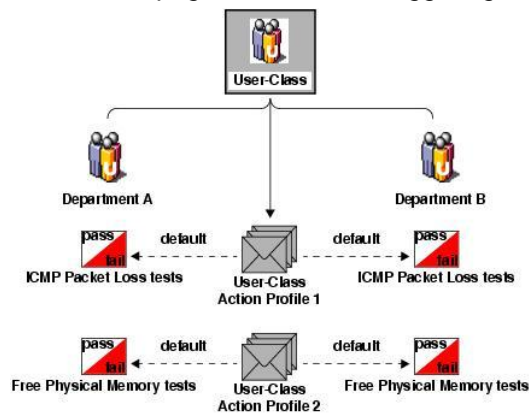 User-Class
Department A
Department B
pass
fail
default
default
pass
fail
ICMP Packet Loss tests
User-Class
Action Profile 1
ICMP Packet Loss tests
pass
fail
default
default
pass
fail
Free Physical Memory tests
User-Class
Action Profile 2
Free Physical Memory tests